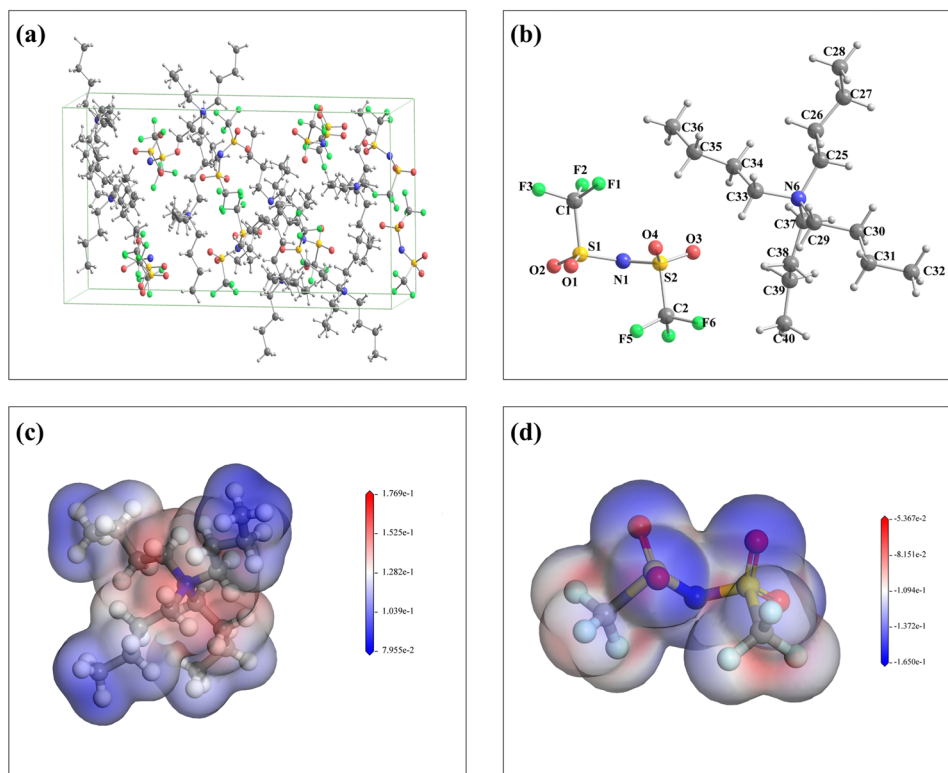 (a)
(b)
C28
C27
C26
C36
C35
C25
C34
F2
F3
F1
C33
N6
C1
C37
C30
O4
C29
S1
O3
C38
C31
O2
C32
O1
N1
S2
C39
C2
F5
F6
C40
(c)
(d)
1.769e-1
1.525e-1
1.282e-1
1.039e-1
7.955e-2
-5.367e-2
-8.151e-2
-1.094e-1
-1.372e-1
-1.650e-1